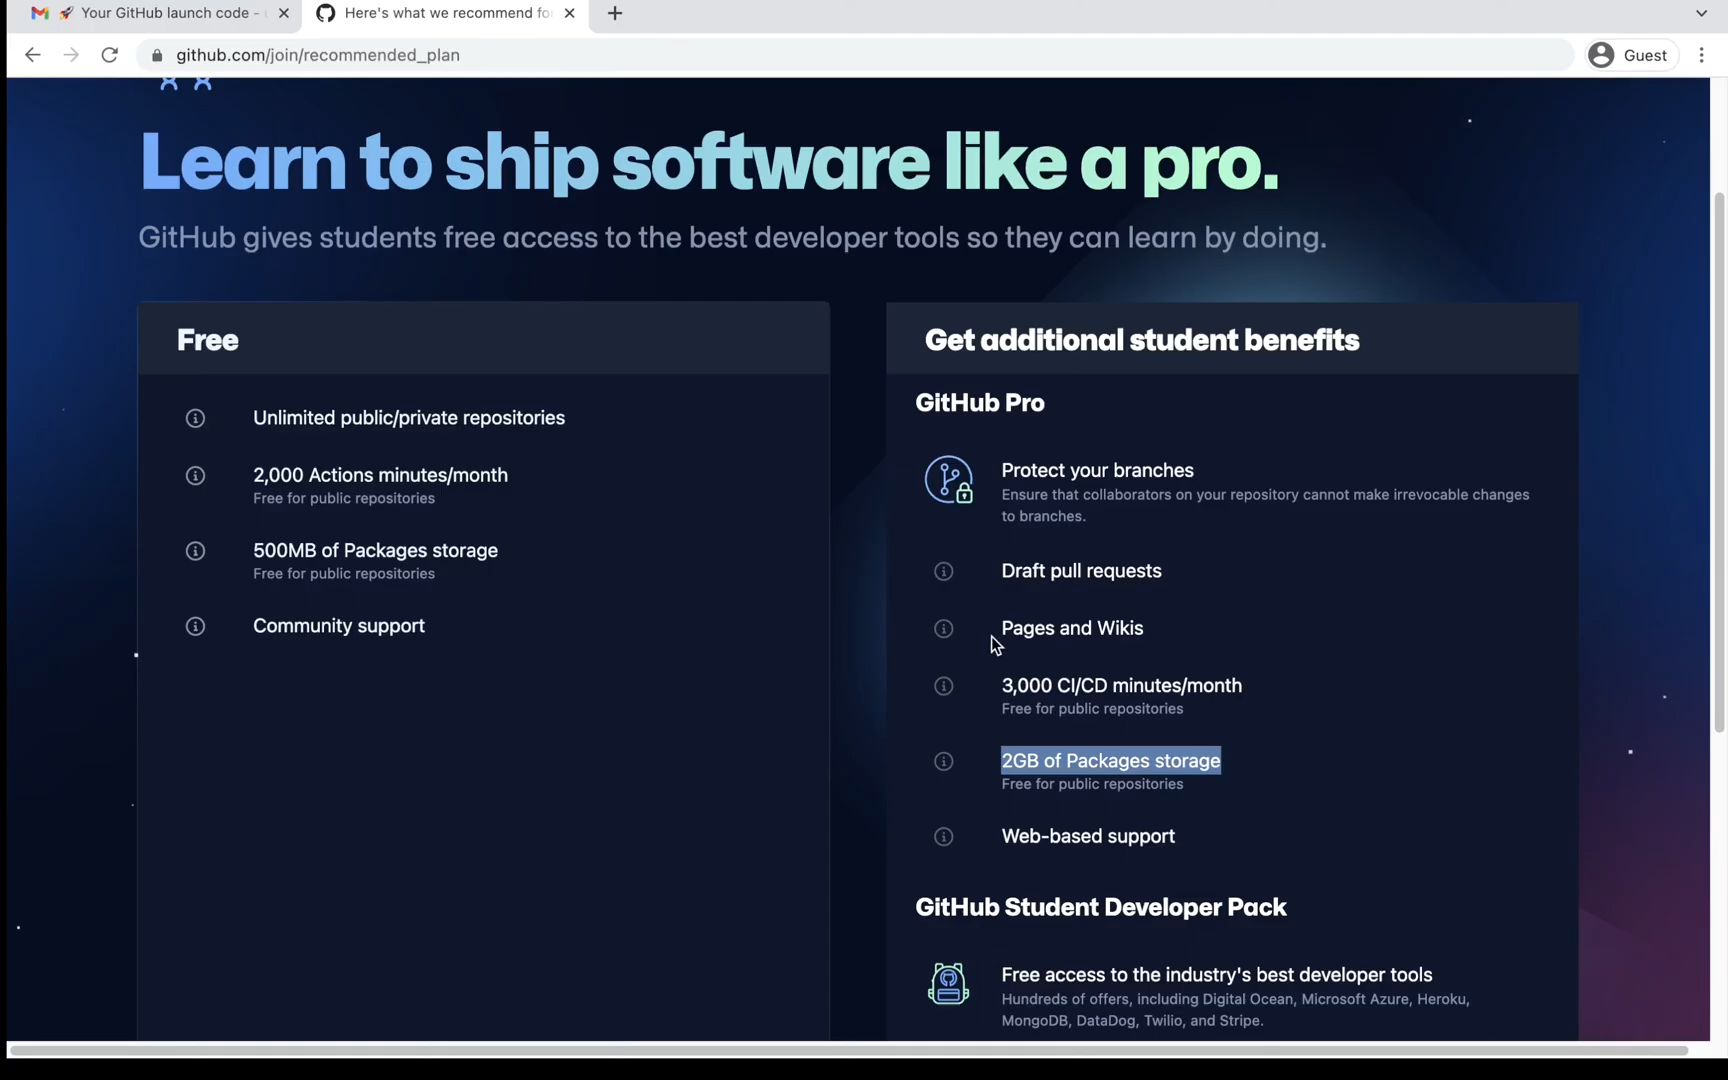 🚀 Your GitHub launch code -
Here's what we recommend fo
github.com/join/recommended_plan
Guest
Learn to ship software like a pro.
GitHub gives students free access to the best developer tools so they can learn by doing.
Free
Unlimited public/private repositories
2,000 Actions minutes/month
Free for public repositories
500MB of Packages storage
Free for public repositories
Community support
Get additional student benefits
GitHub Pro
Protect your branches
Ensure that collaborators on your repository cannot make irrevocable changes
to branches.
Draft pull requests
Pages and Wikis
3,000 CI/CD minutes/month
Free for public repositories
2GB of Packages storage
Free for public repositories
Web-based support
GitHub Student Developer Pack
Free access to the industry's best developer tools
Hundreds of offers, including Digital Ocean, Microsoft Azure, Heroku,
MongoDB, DataDog, Twilio, and Stripe.